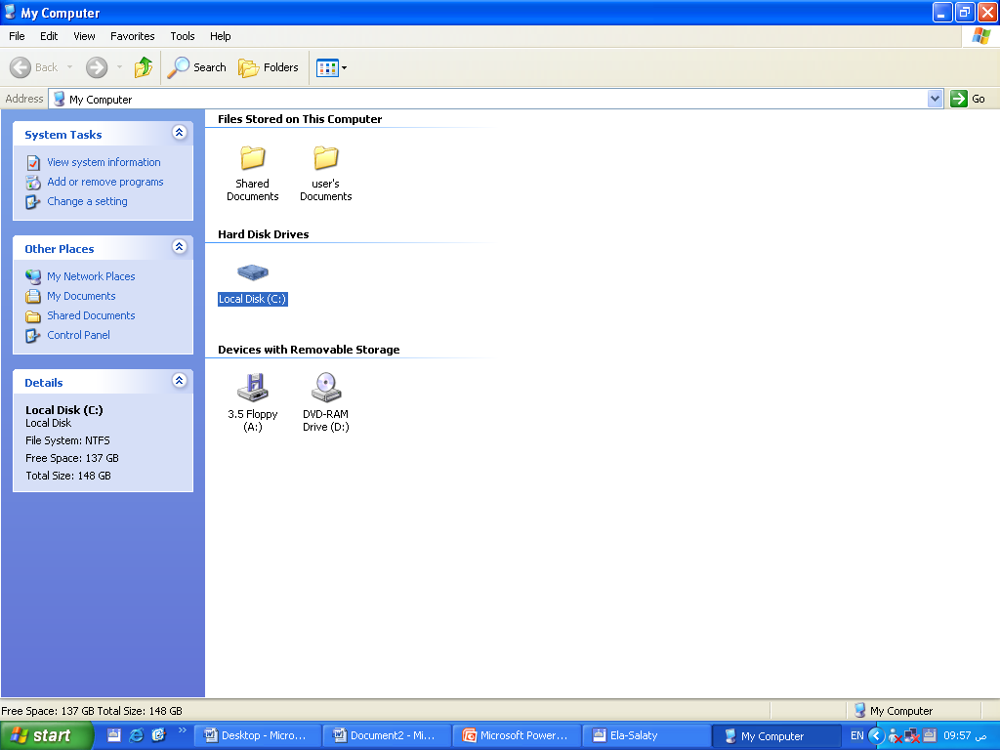 My Computer
File Edit View Favorites Tools Help
Back Search Folders
Address My Computer Go
System Tasks
View system information
Add or remove programs
Change a setting
Other Places
My Network Places
My Documents
Shared Documents
Control Panel
Details
Local Disk (C:)
Local Disk
File System: NTFS
Free Space: 137 GB
Total Size: 148 GB
Files Stored on This Computer
Shared
Documents
user's
Documents
Hard Disk Drives
Local Disk (C:)
Devices with Removable Storage
3.5 Floppy
(A:)
DVD-RAM
Drive (D:)
Free Space: 137 GB Total Size: 148 GB My Computer
start Desktop - Micro... Document2 - Mi... Microsoft Power... Ela-Salaty My Computer EN 09:57 ص